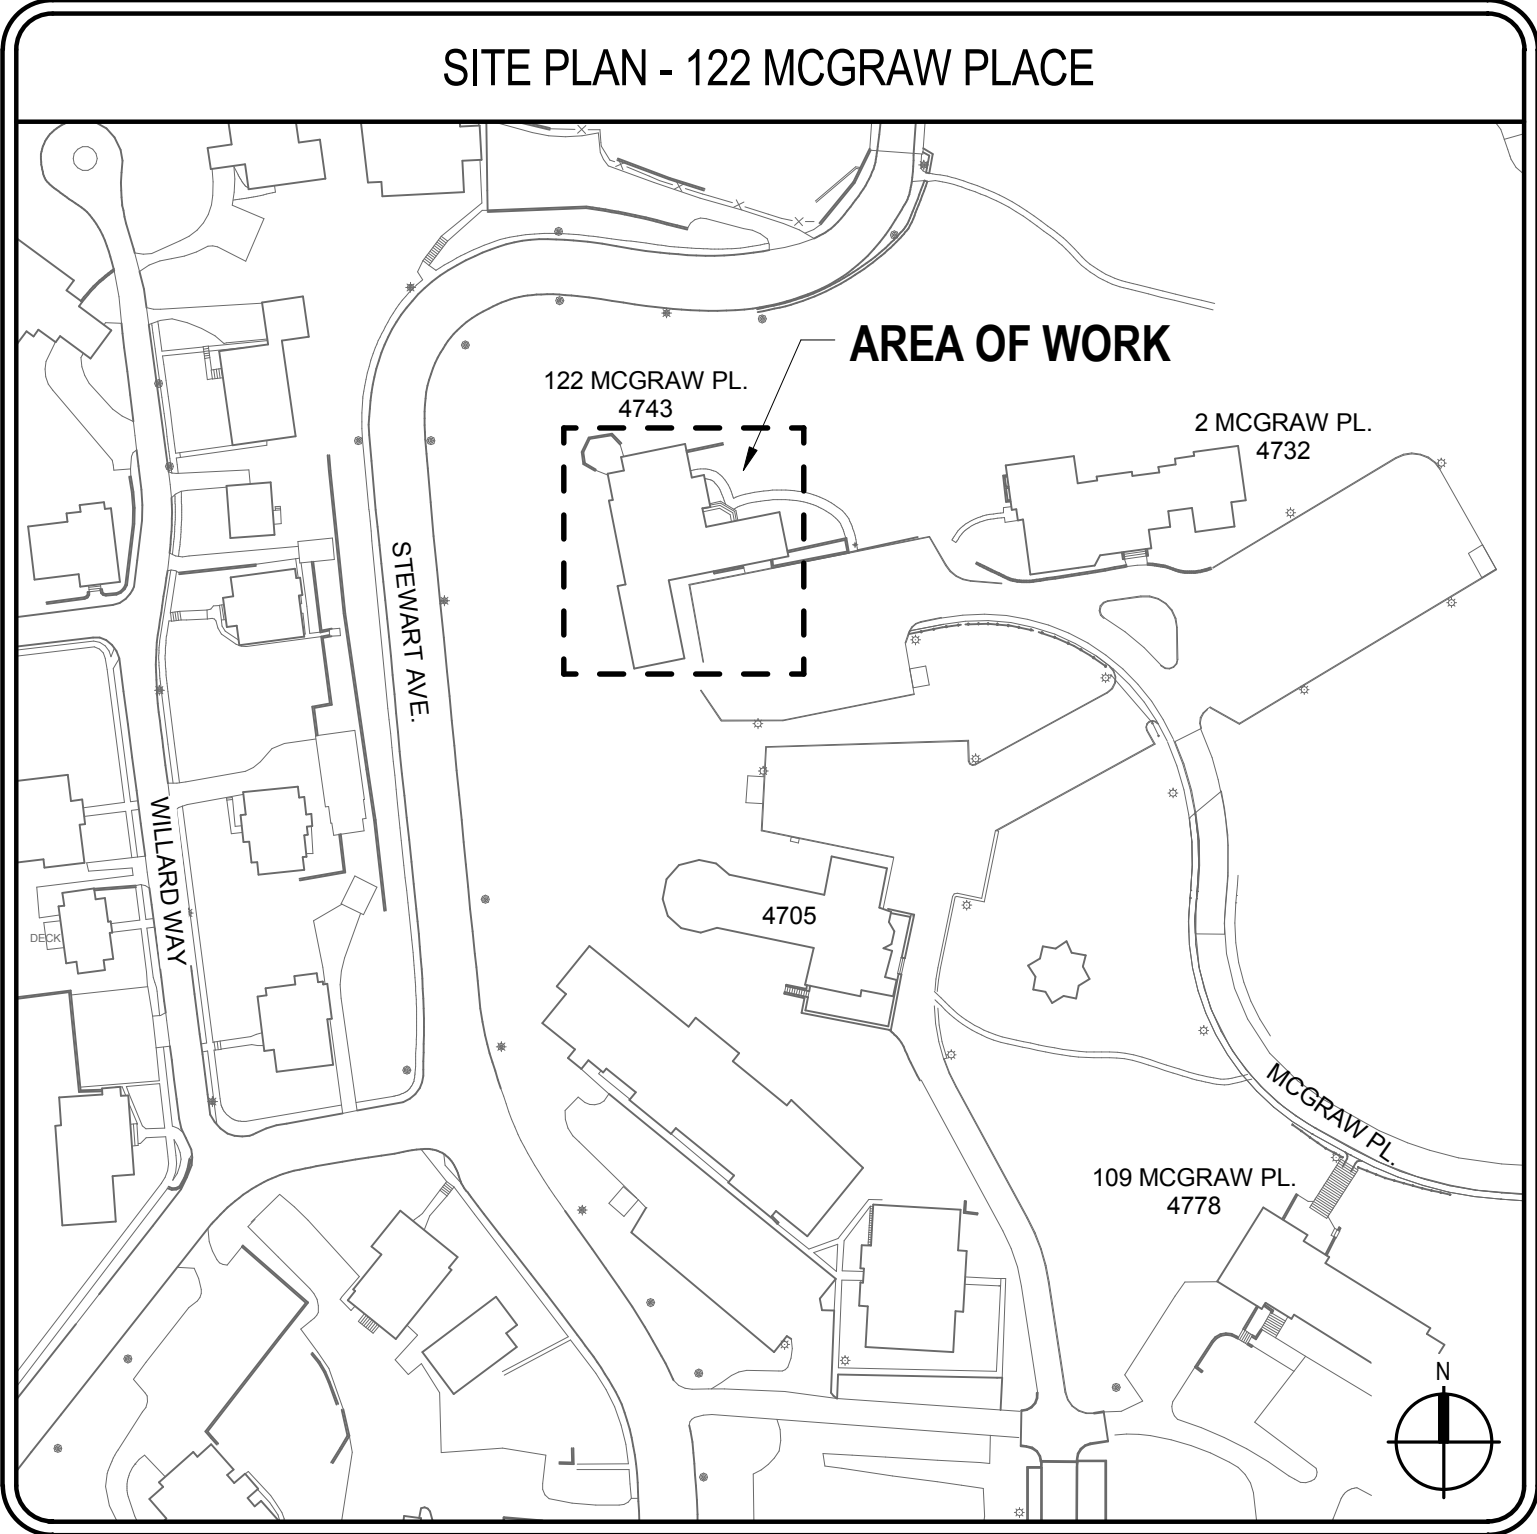 SITE PLAN - 122 MCGRAW PLACE
AREA OF WORK
122 MCGRAW PL.
4743
2 MCGRAW PL.
4732
STEWART AVE.
WILLARD WAY
4705
DECK
MCGRAW PL.
109 MCGRAW PL.
4778
N